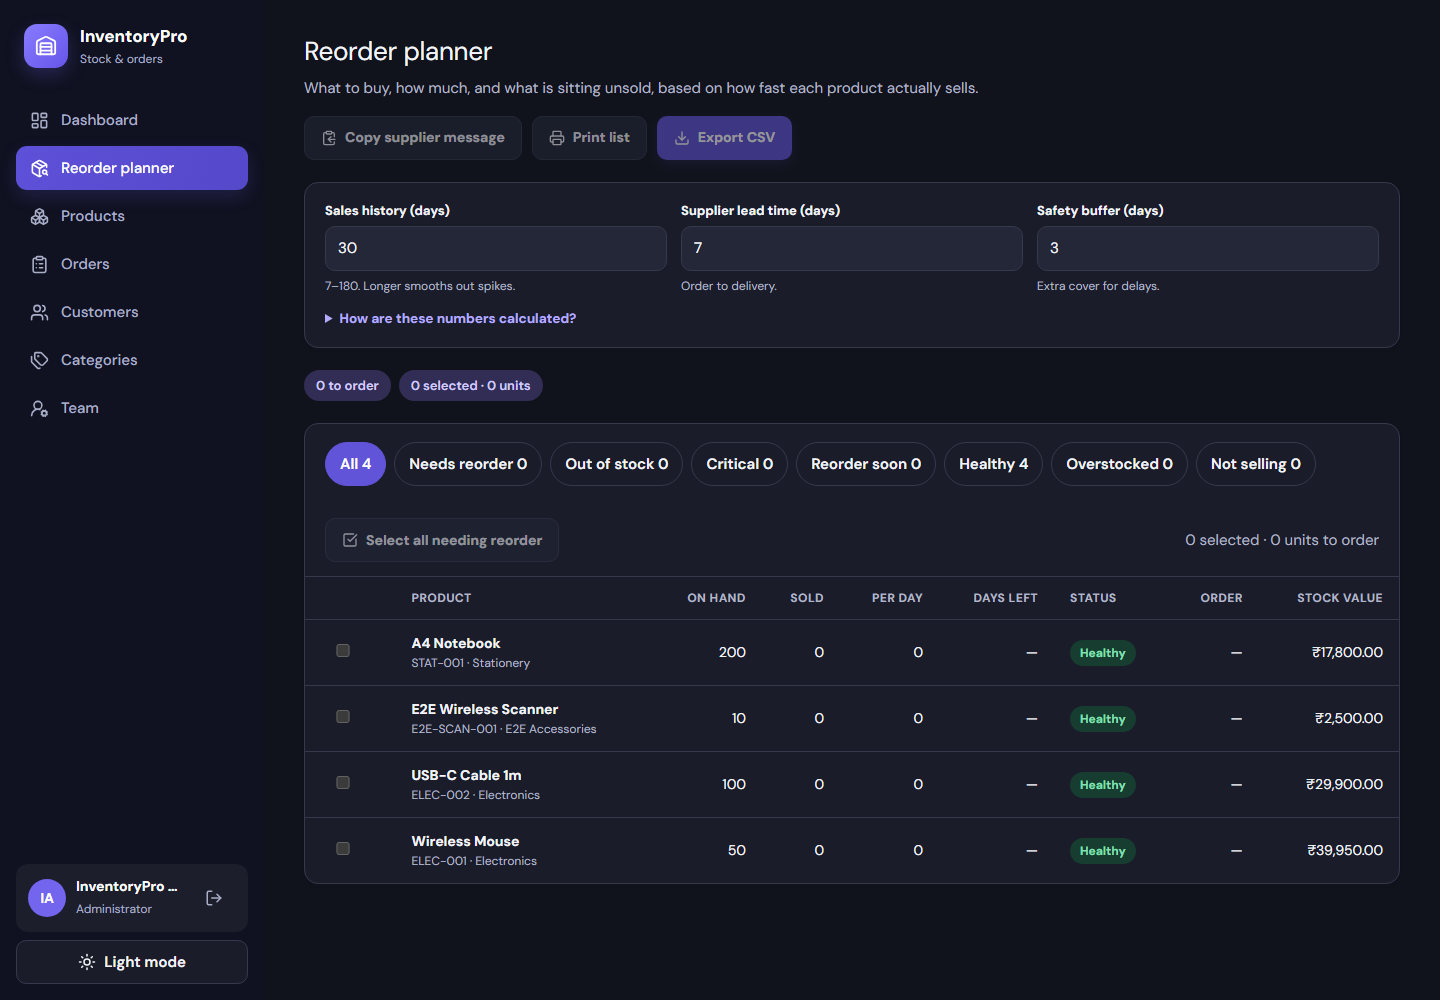 InventoryPro
Stock & orders
Dashboard
Reorder planner
Products
Orders
Customers
Categories
Team
InventoryPro ...
IA
Administrator
Light mode
Reorder planner
What to buy, how much, and what is sitting unsold, based on how fast each product actually sells.
Copy supplier message Print list Export CSV
Sales history (days) Supplier lead time (days) Safety buffer (days)
30 7 3
7–180. Longer smooths out spikes. Order to delivery. Extra cover for delays.
How are these numbers calculated?
0 to order 0 selected · 0 units
All 4 Needs reorder 0 Out of stock 0 Critical 0 Reorder soon 0 Healthy 4 Overstocked 0 Not selling 0
Select all needing reorder 0 selected · 0 units to order
PRODUCT ON HAND SOLD PER DAY DAYS LEFT STATUS ORDER STOCK VALUE
A4 Notebook
STAT-001 · Stationery
200 0 0 — Healthy — ₹17,800.00
E2E Wireless Scanner
E2E-SCAN-001 · E2E Accessories
10 0 0 — Healthy — ₹2,500.00
USB-C Cable 1m
ELEC-002 · Electronics
100 0 0 — Healthy — ₹29,900.00
Wireless Mouse
ELEC-001 · Electronics
50 0 0 — Healthy — ₹39,950.00